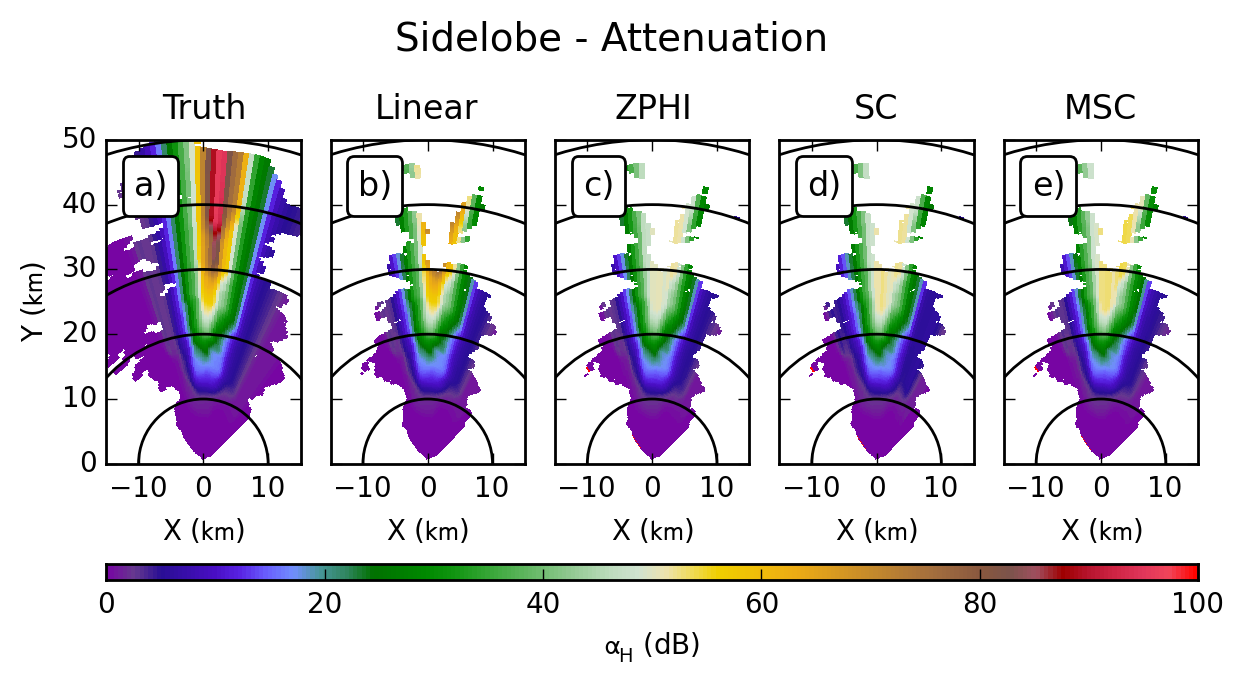 Sidelobe - Attenuation
Truth Linear ZPHI SC MSC
a) b) c) d) e)
50
40
30
20
10
0
Y (km)
−10 0 10 −10 0 10 −10 0 10 −10 0 10 −10 0 10
X (km) X (km) X (km) X (km) X (km)
0 20 40 60 80 100
αH (dB)